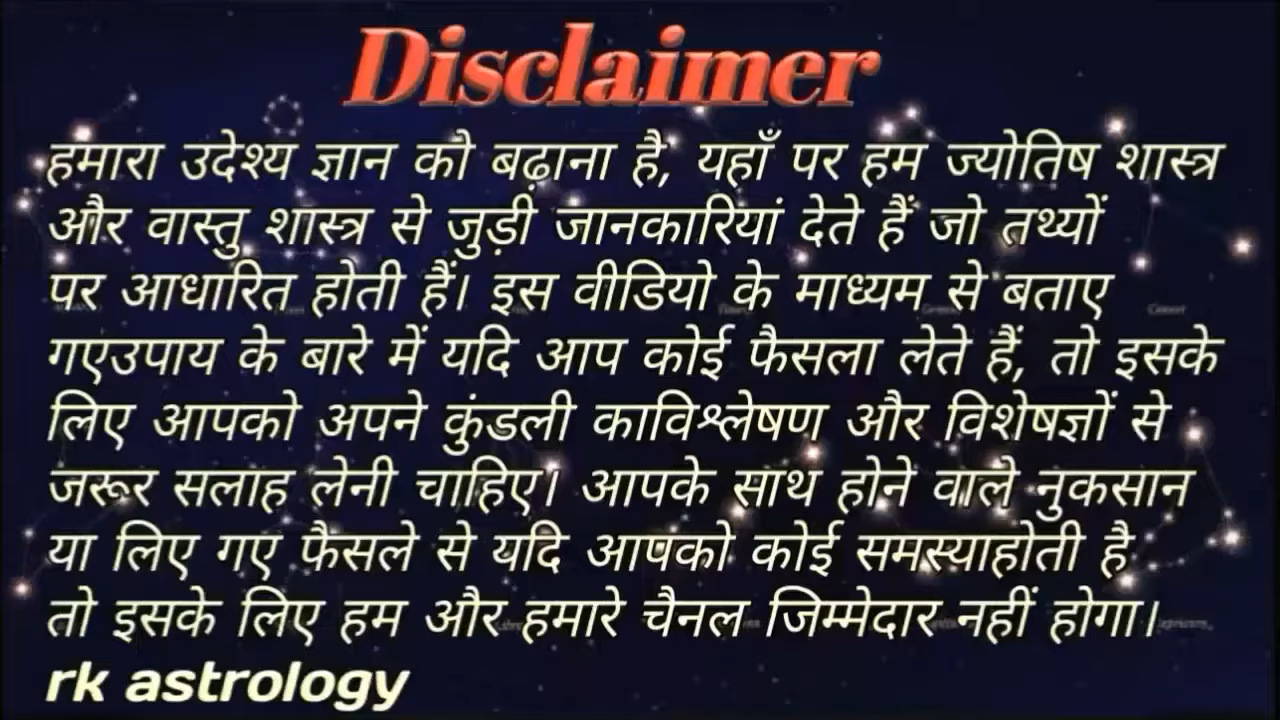 Disclaimer
हमारा उदेश्य ज्ञान को बढ़ाना है, यहाँ पर हम ज्योतिष शास्त्र
और वास्तु शास्त्र से जुड़ी जानकारियां देते हैं जो तथ्यों
पर आधारित होती हैं। इस वीडियो के माध्यम से बताए
गएउपाय के बारे में यदि आप कोई फैसला लेते हैं, तो इसके
लिए आपको अपने कुंडली काविश्लेषण और विशेषज्ञों से
जरूर सलाह लेनी चाहिए। आपके साथ होने वाले नुकसान
या लिए गए फैसले से यदि आपको कोई समस्याहोती है
तो इसके लिए हम और हमारे चैनल जिम्मेदार नहीं होगा।
rk astrology